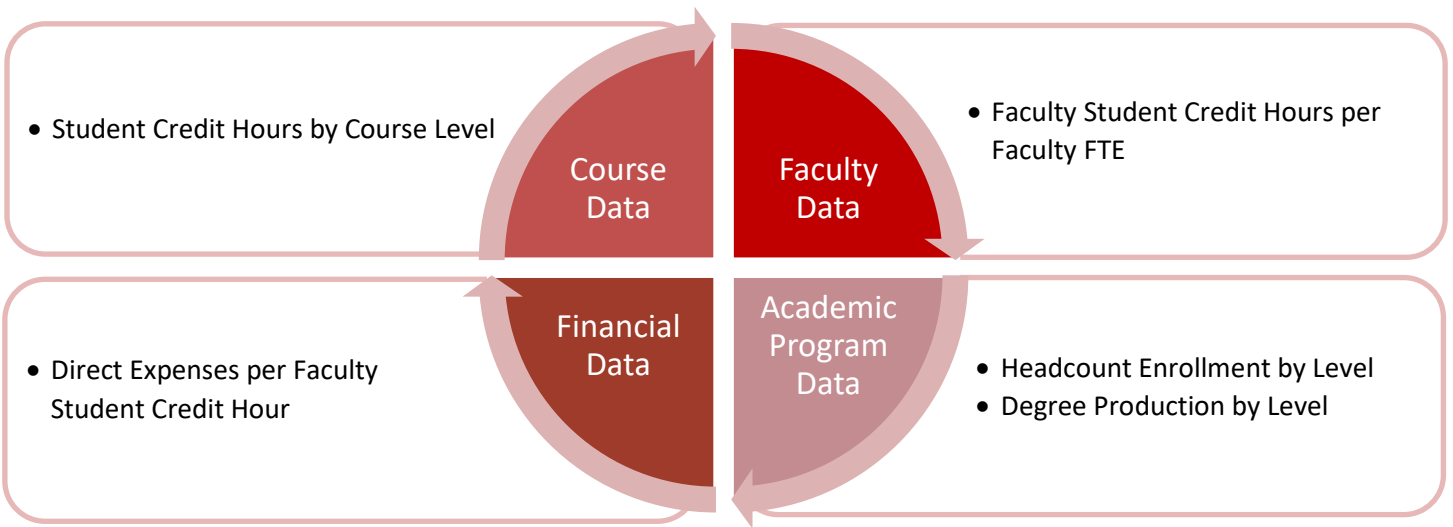 • Student Credit Hours by Course Level
Course
Data
Faculty
Data
• Faculty Student Credit Hours per
Faculty FTE
• Direct Expenses per Faculty
Student Credit Hour
Financial
Data
Academic
Program
Data
• Headcount Enrollment by Level
• Degree Production by Level